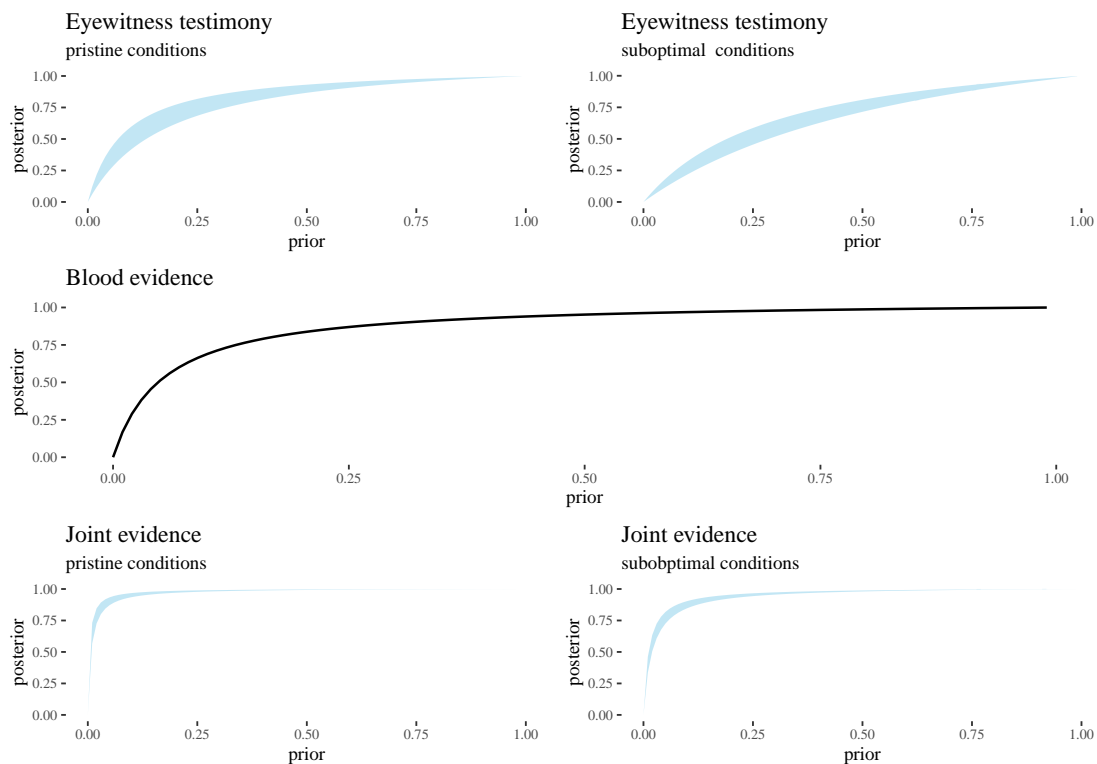 Eyewitness testimony
pristine conditions
1.00
0.75
0.50
0.25
0.00
posterior
0.00 0.25 0.50 0.75 1.00
prior
Eyewitness testimony
suboptimal conditions
1.00
0.75
0.50
0.25
0.00
posterior
0.00 0.25 0.50 0.75 1.00
prior
Blood evidence
1.00
0.75
0.50
0.25
0.00
posterior
0.00 0.25 0.50 0.75 1.00
prior
Joint evidence
pristine conditions
1.00
0.75
0.50
0.25
0.00
posterior
0.00 0.25 0.50 0.75 1.00
prior
Joint evidence
subobptimal conditions
1.00
0.75
0.50
0.25
0.00
posterior
0.00 0.25 0.50 0.75 1.00
prior